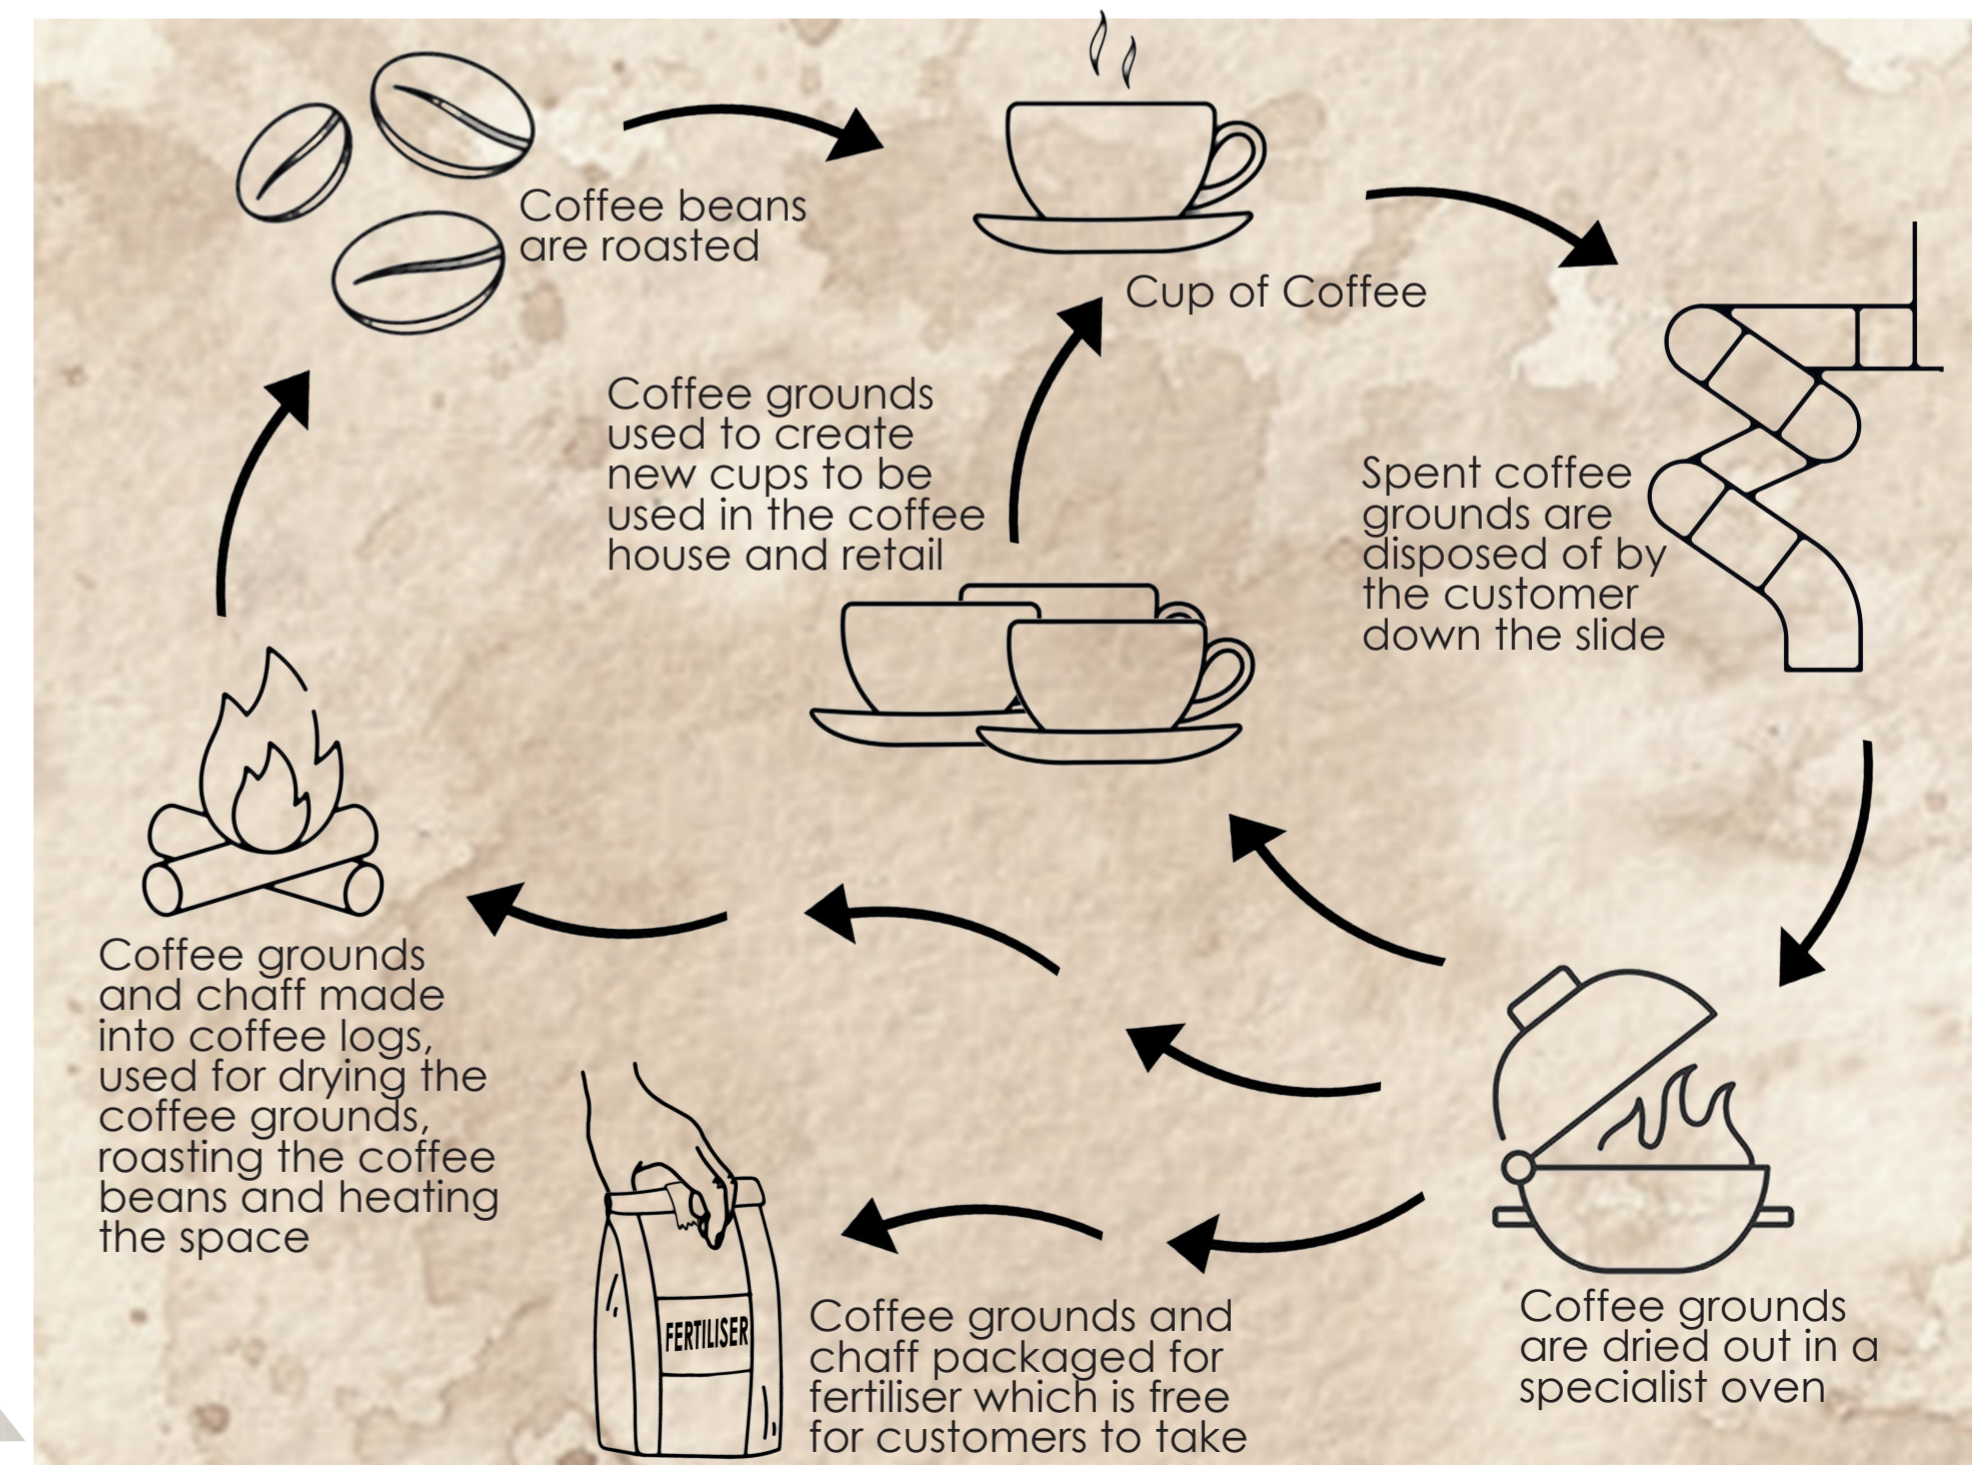 Coffee beans
are roasted
Cup of Coffee
Coffee grounds
used to create
new cups to be
used in the coffee
house and retail
Spent coffee
grounds are
disposed of by
the customer
down the slide
Coffee grounds
and chaff made
into coffee logs,
used for drying the
coffee grounds,
roasting the coffee
beans and heating
the space
FERTILISER
Coffee grounds and
chaff packaged for
fertiliser which is free
for customers to take
Coffee grounds
are dried out in a
specialist oven